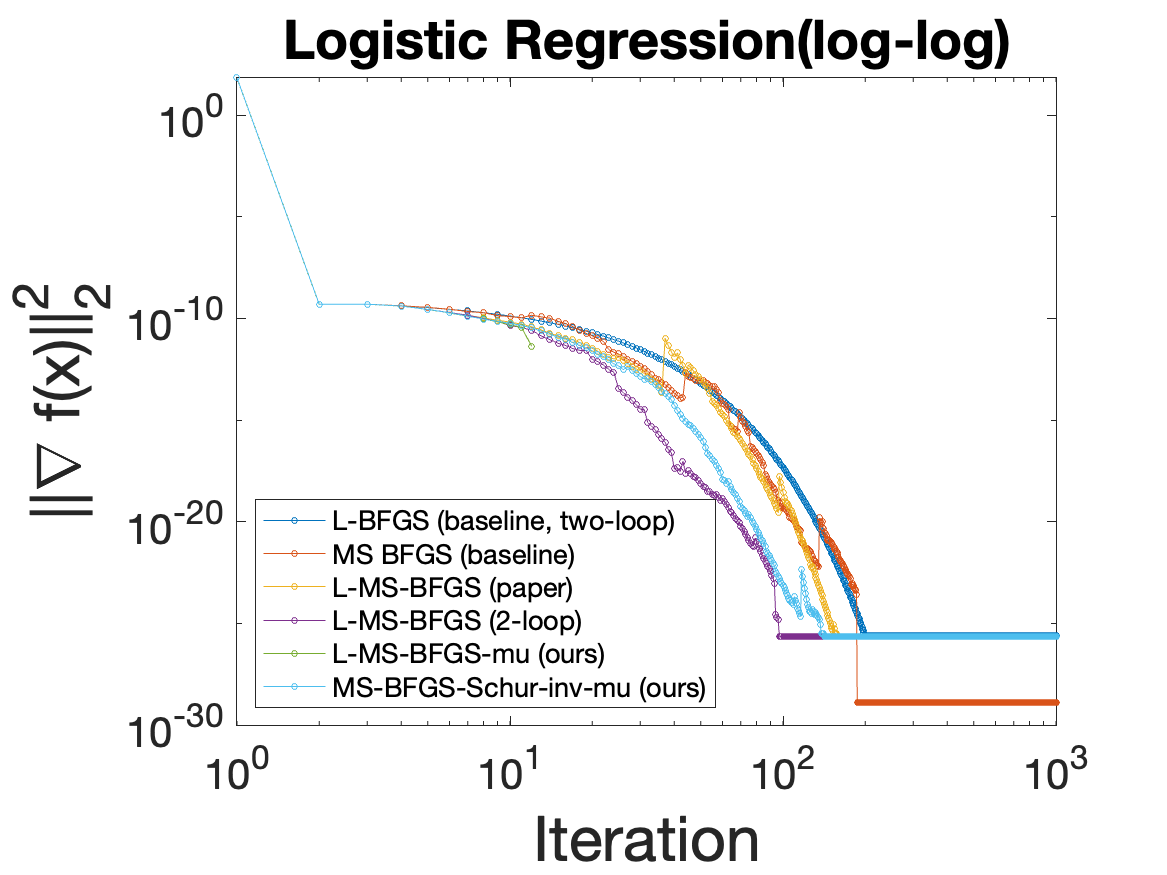 Logistic Regression(log-log)
||∇ f(x)||₂²
10⁰
10⁻¹⁰
10⁻²⁰
10⁻³⁰
L-BFGS (baseline, two-loop)
MS BFGS (baseline)
L-MS-BFGS (paper)
L-MS-BFGS (2-loop)
L-MS-BFGS-mu (ours)
MS-BFGS-Schur-inv-mu (ours)
10⁰ 10¹ 10² 10³
Iteration